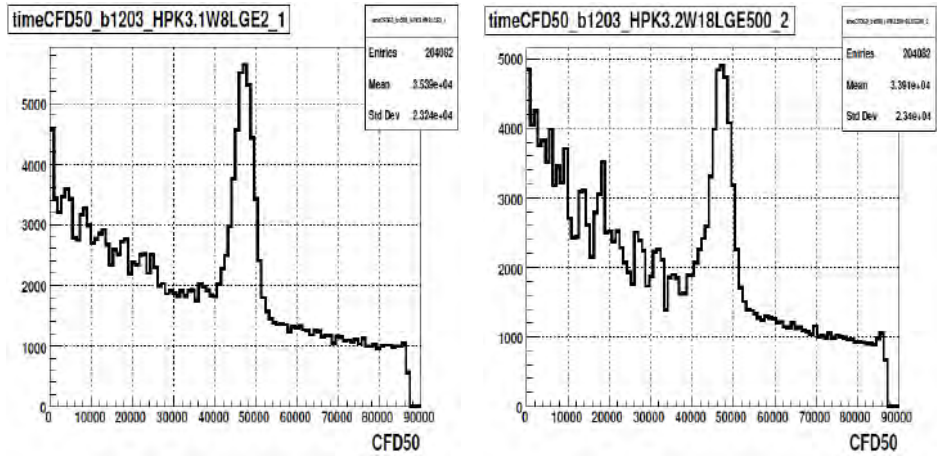 timeCFD50_b1203_HPK3.1W8LGE2_1
Entries 204082
Mean 3.539e+04
Std Dev 2.324e+04
5000
4000
3000
2000
1000
0
0 10000 20000 30000 40000 50000 60000 70000 80000 90000
CFD50
timeCFD50_b1203_HPK3.2W18LGE500_2
Entries 204082
Mean 3.391e+04
Std Dev 2.34e+04
5000
4000
3000
2000
1000
0
0 10000 20000 30000 40000 50000 60000 70000 80000 90000
CFD50